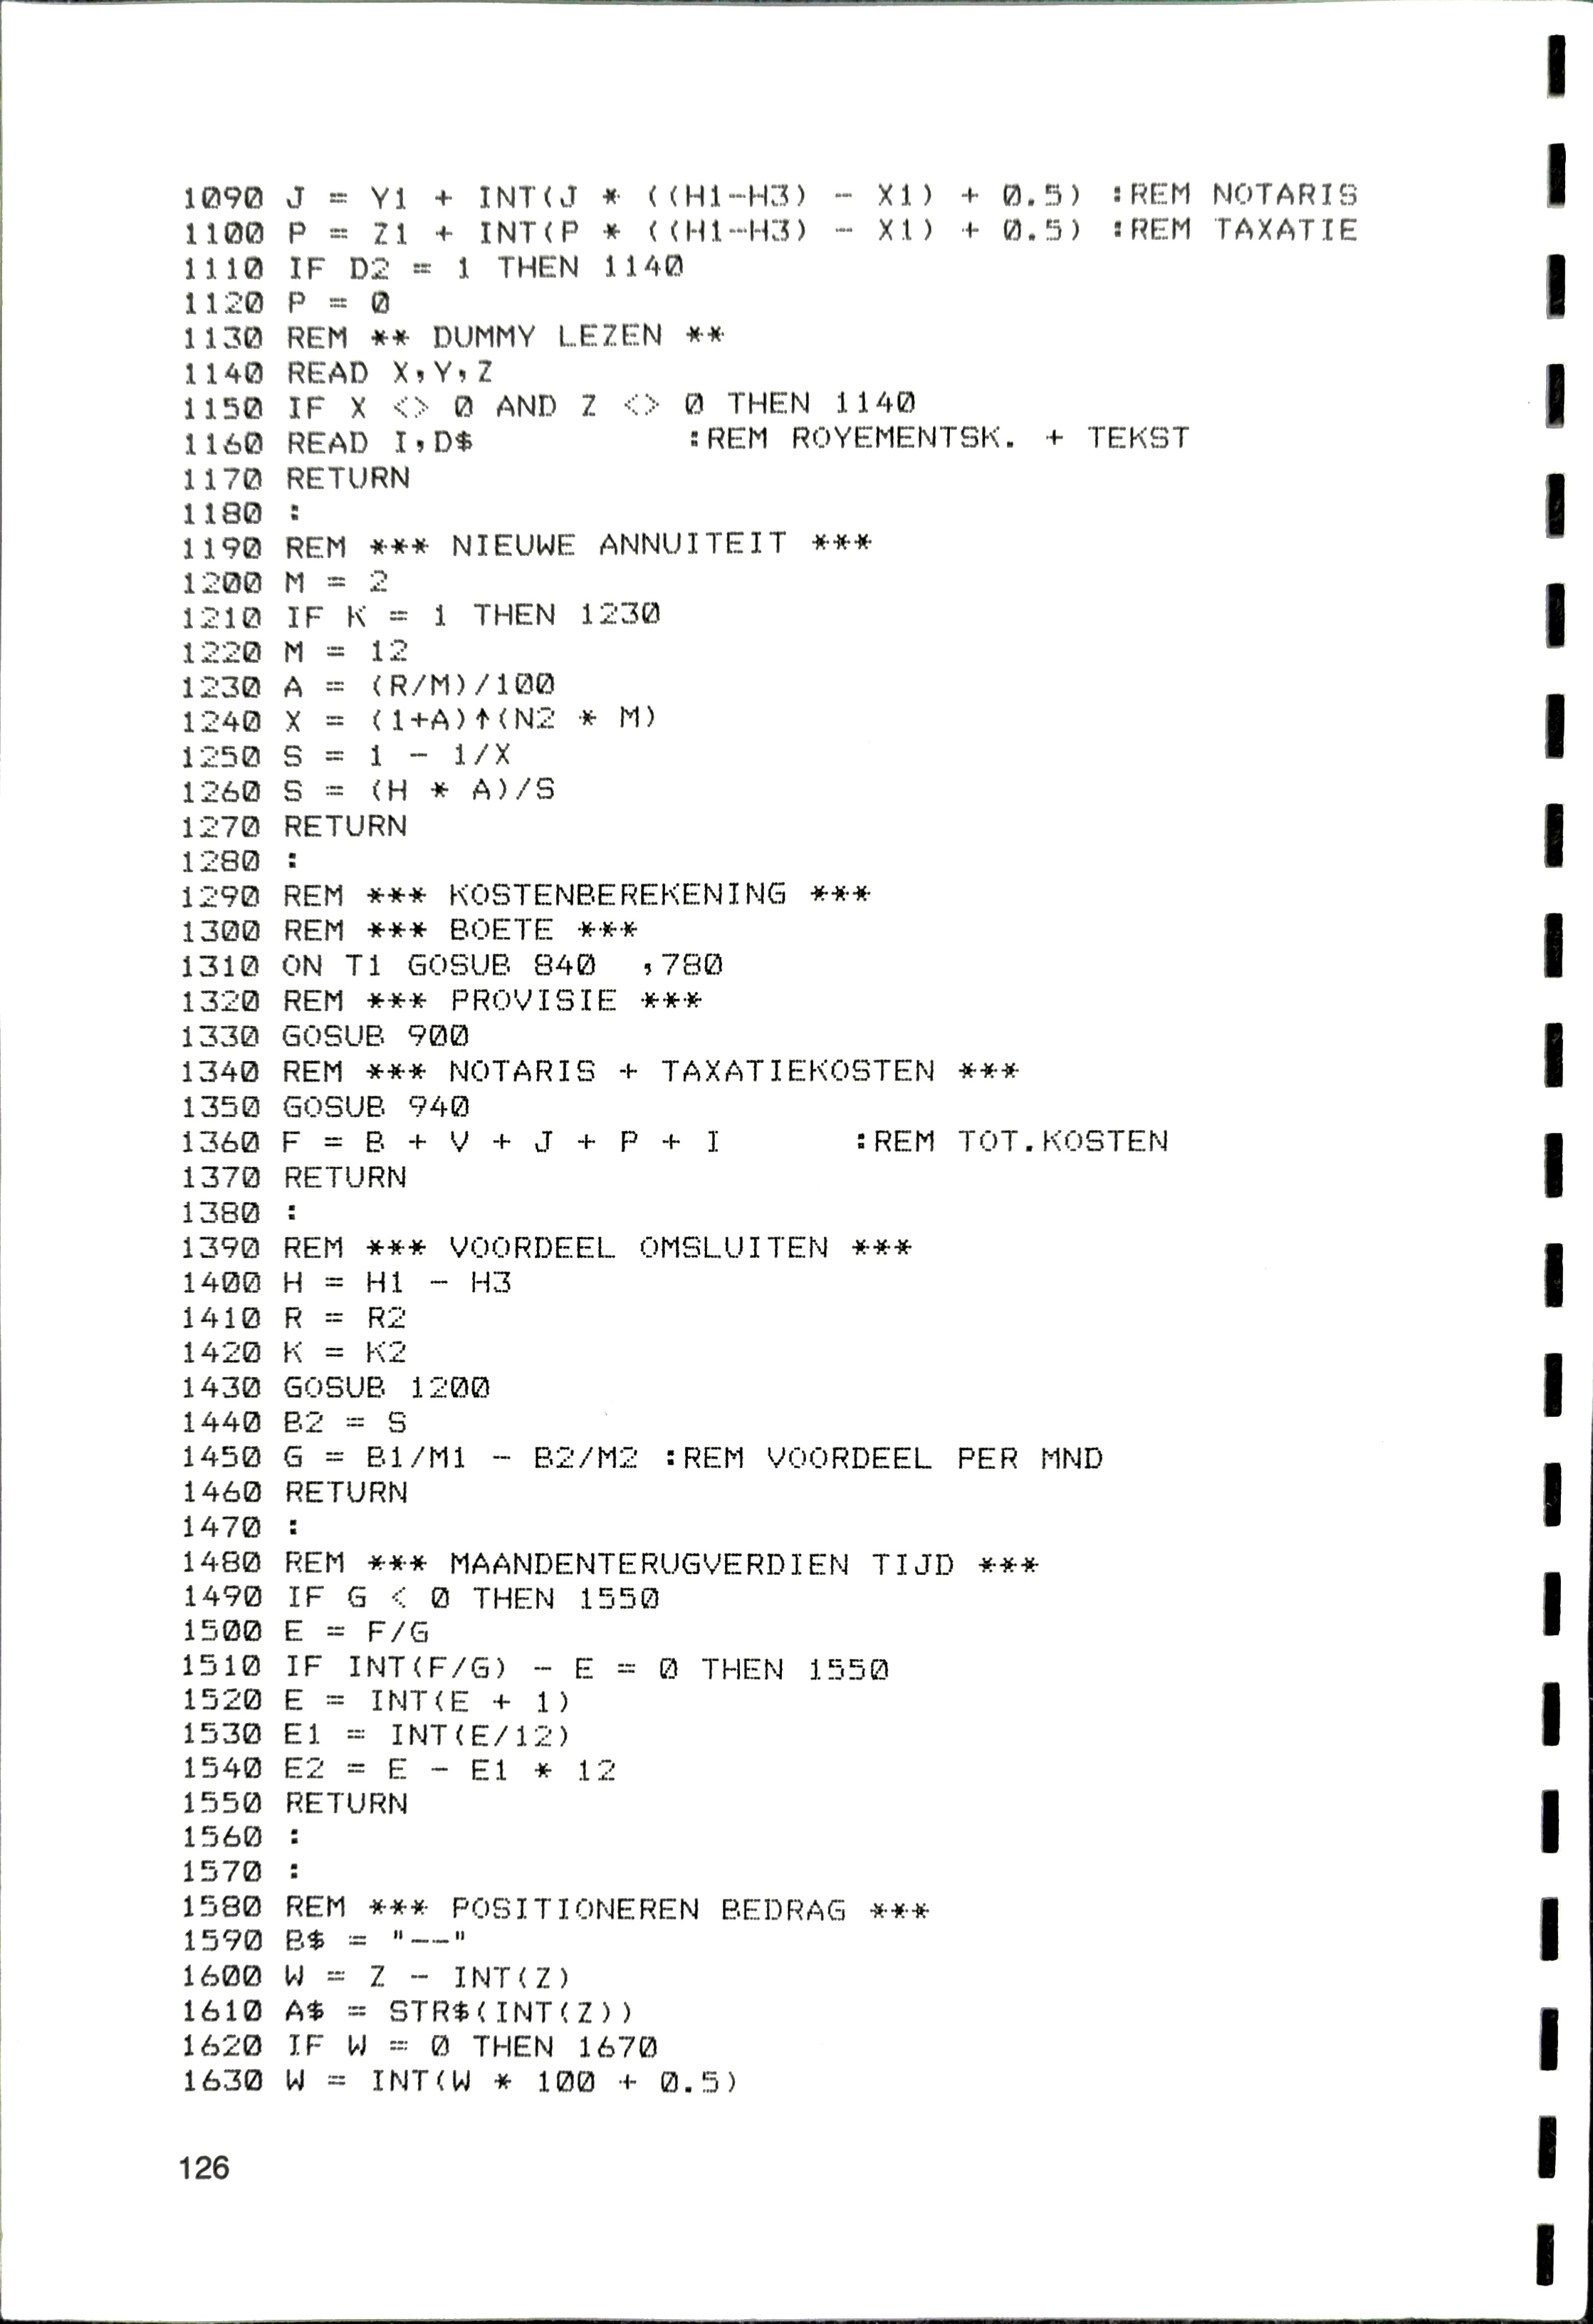 1090 J = Y1 + INT(J * ((H1-H3) - X1) + 0.5) :REM NOTARIS
1100 P = Z1 + INT(P * ((H1-H3) - X1) + 0.5) :REM TAXATIE
1110 IF D2 = 1 THEN 1140
1120 P = 0
1130 REM ** DUMMY LEZEN **
1140 READ X,Y,Z
1150 IF X <> 0 AND Z <> 0 THEN 1140
1160 READ I,D$ :REM ROYEMENTSK. + TEKST
1170 RETURN
1180 :
1190 REM *** NIEUWE ANNUITEIT ***
1200 M = 2
1210 IF K = 1 THEN 1230
1220 M = 12
1230 A = (R/M)/100
1240 X = (1+A)↑(N2 * M)
1250 S = 1 - 1/X
1260 S = (H * A)/S
1270 RETURN
1280 :
1290 REM *** KOSTENBEREKENING ***
1300 REM *** BOETE ***
1310 ON T1 GOSUB 840 ,780
1320 REM *** PROVISIE ***
1330 GOSUB 900
1340 REM *** NOTARIS + TAXATIEKOSTEN ***
1350 GOSUB 940
1360 F = B + V + J + P + I :REM TOT.KOSTEN
1370 RETURN
1380 :
1390 REM *** VOORDEEL OMSLUITEN ***
1400 H = H1 - H3
1410 R = R2
1420 K = K2
1430 GOSUB 1200
1440 B2 = S
1450 G = B1/M1 - B2/M2 :REM VOORDEEL PER MND
1460 RETURN
1470 :
1480 REM *** MAANDENTERUGVERDIEN TIJD ***
1490 IF G < 0 THEN 1550
1500 E = F/G
1510 IF INT(F/G) - E = 0 THEN 1550
1520 E = INT(E + 1)
1530 E1 = INT(E/12)
1540 E2 = E - E1 * 12
1550 RETURN
1560 :
1570 :
1580 REM *** POSITIONEREN BEDRAG ***
1590 B$ = "--"
1600 W = Z - INT(Z)
1610 A$ = STR$(INT(Z))
1620 IF W = 0 THEN 1670
1630 W = INT(W * 100 + 0.5)
126